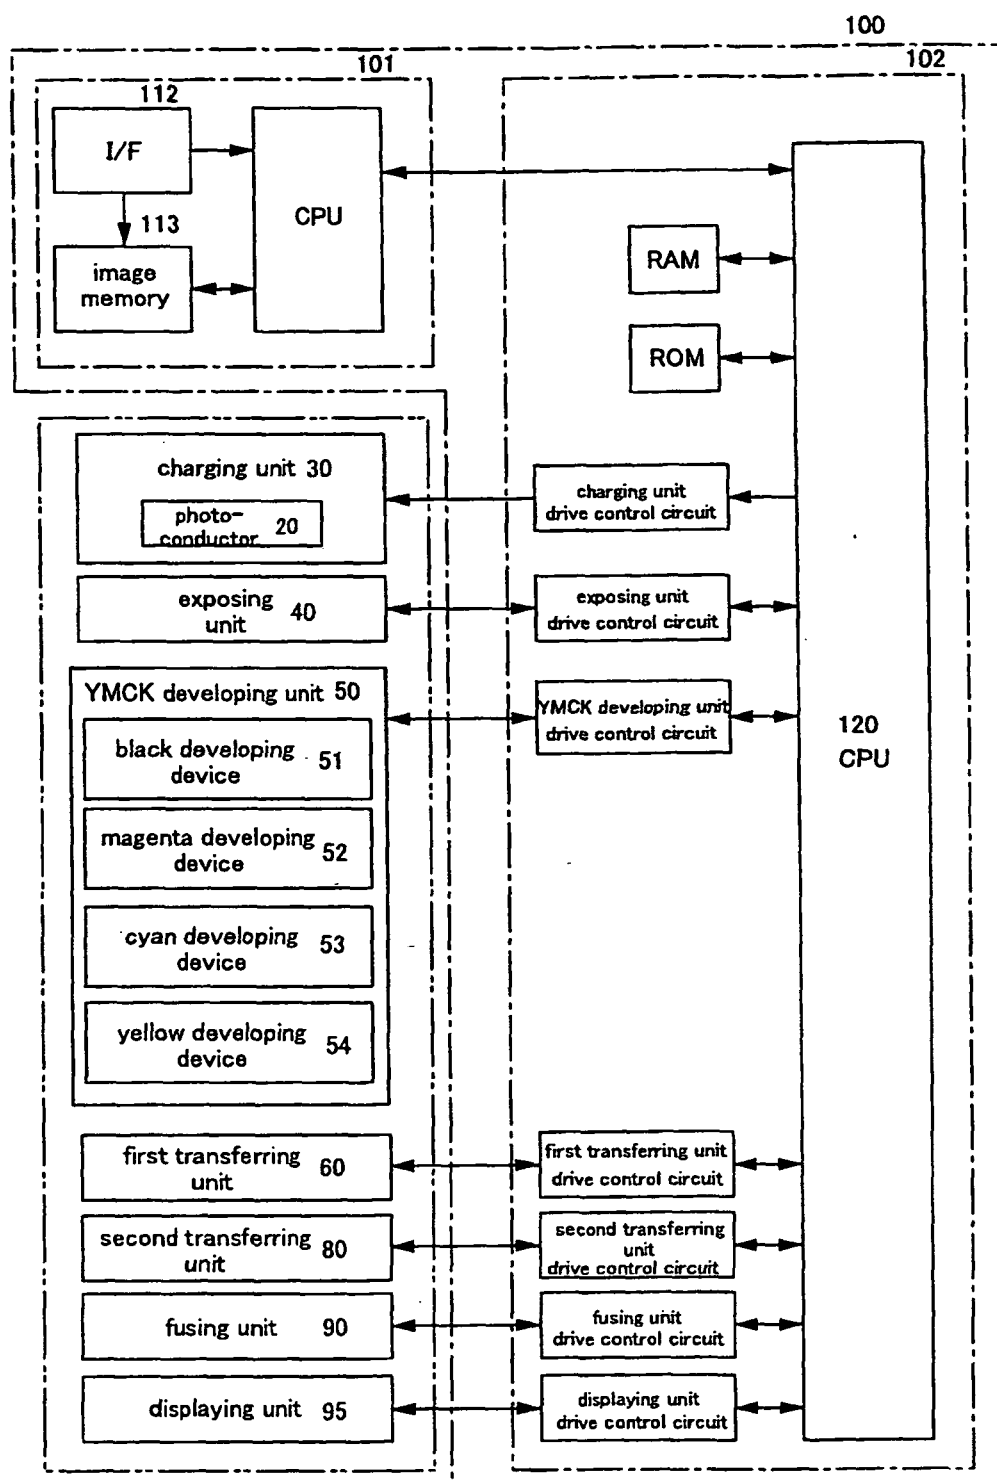 100
101
102
112
I/F
113
CPU
image
memory
RAM
ROM
charging unit 30
photo-
conductor 20
charging unit
drive control circuit
exposing
unit 40
exposing unit
drive control circuit
YMCK developing unit 50
YMCK developing unit
drive control circuit
black developing
device 51
120
CPU
magenta developing
device 52
cyan developing
device 53
yellow developing
device 54
first transferring
unit 60
first transferring unit
drive control circuit
second transferring
unit 80
second transferring
unit
drive control circuit
fusing unit 90
fusing unit
drive control circuit
displaying unit 95
displaying unit
drive control circuit